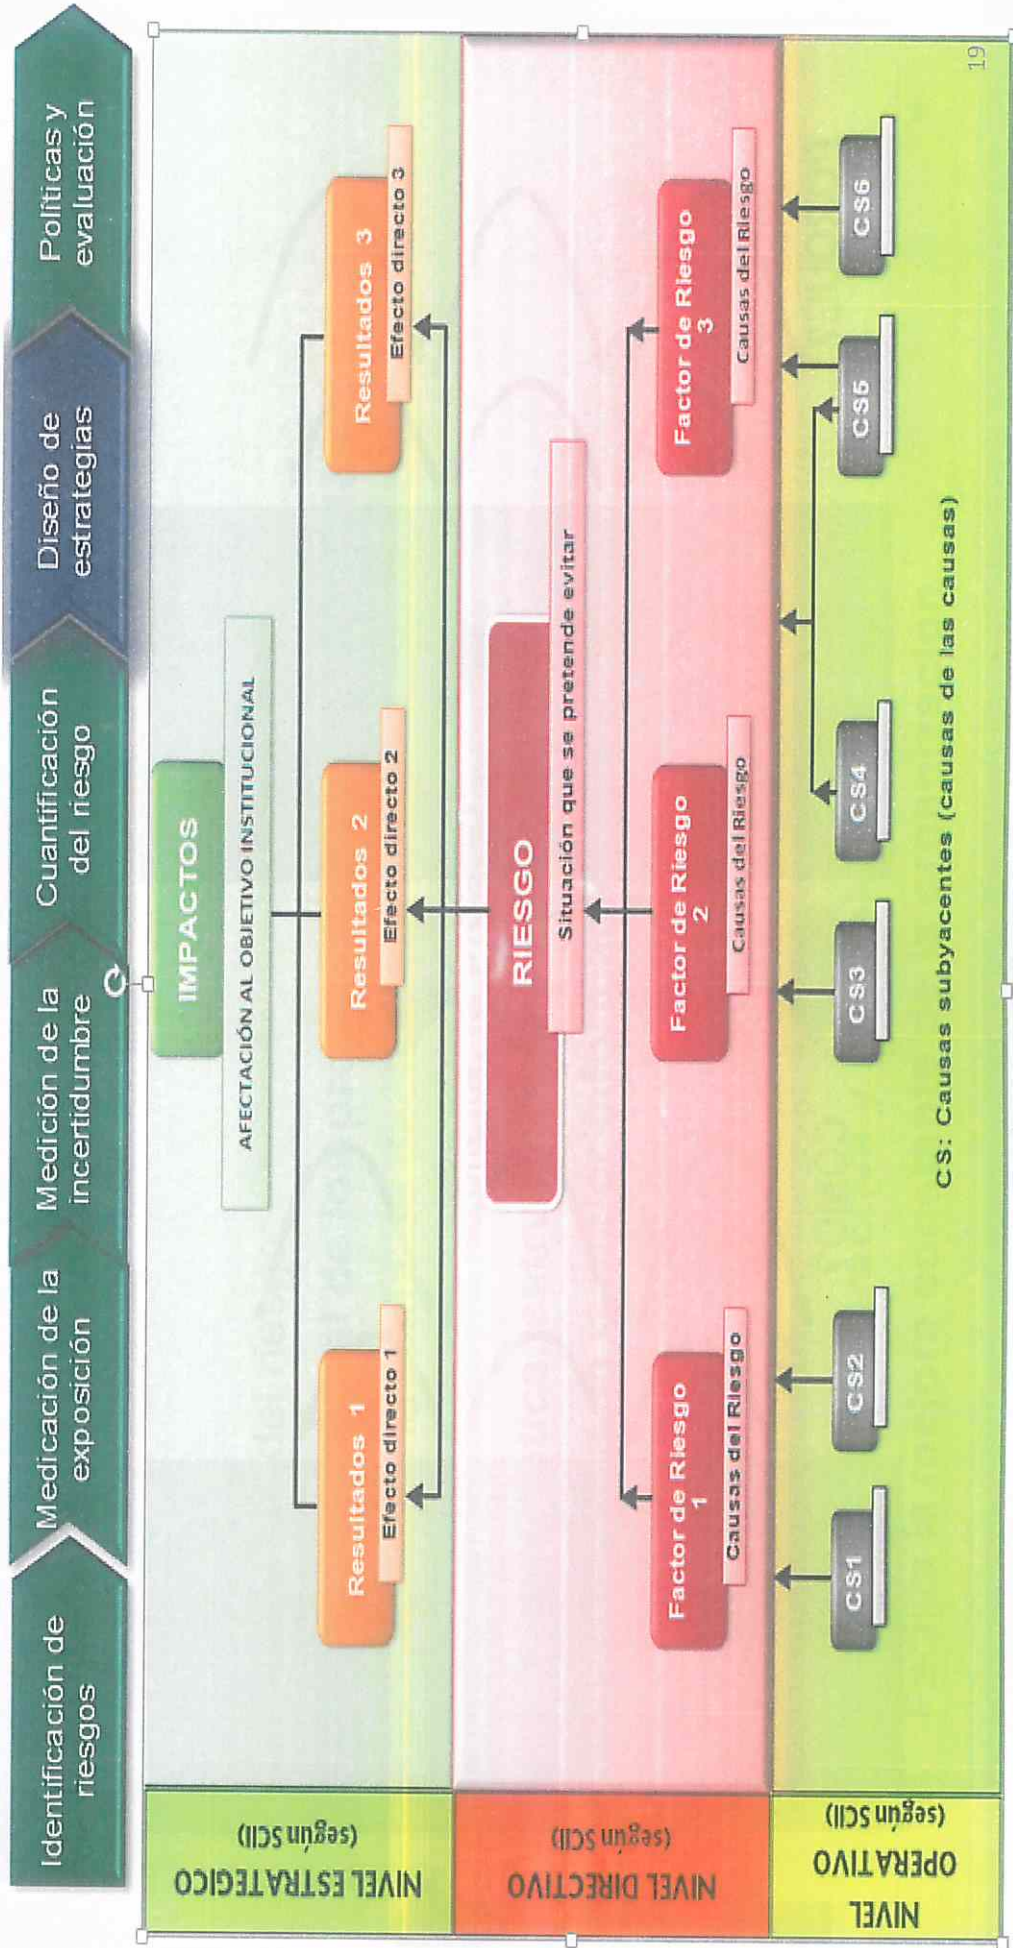 Identificación de
riesgos
Medicación de la
exposición
Medición de la
incertidumbre
Cuantificación
del riesgo
Diseño de
estrategias
Políticas y
evaluación
NIVEL ESTRATEGICO
(según SCII)
IMPACTOS
AFECTACIÓN AL OBJETIVO INSTITUCIONAL
Resultados 1
Efecto directo 1
Resultados 2
Efecto directo 2
Resultados 3
Efecto directo 3
NIVEL DIRECTIVO
(según SCII)
RIESGO
Situación que se pretende evitar
Factor de Riesgo
1
Causas del Riesgo
Factor de Riesgo
2
Causas del Riesgo
Factor de Riesgo
3
Causas del Riesgo
NIVEL
OPERATIVO
(según SCII)
CS1
CS2
CS3
CS4
CS5
CS6
CS: Causas subyacentes (causas de las causas)
19